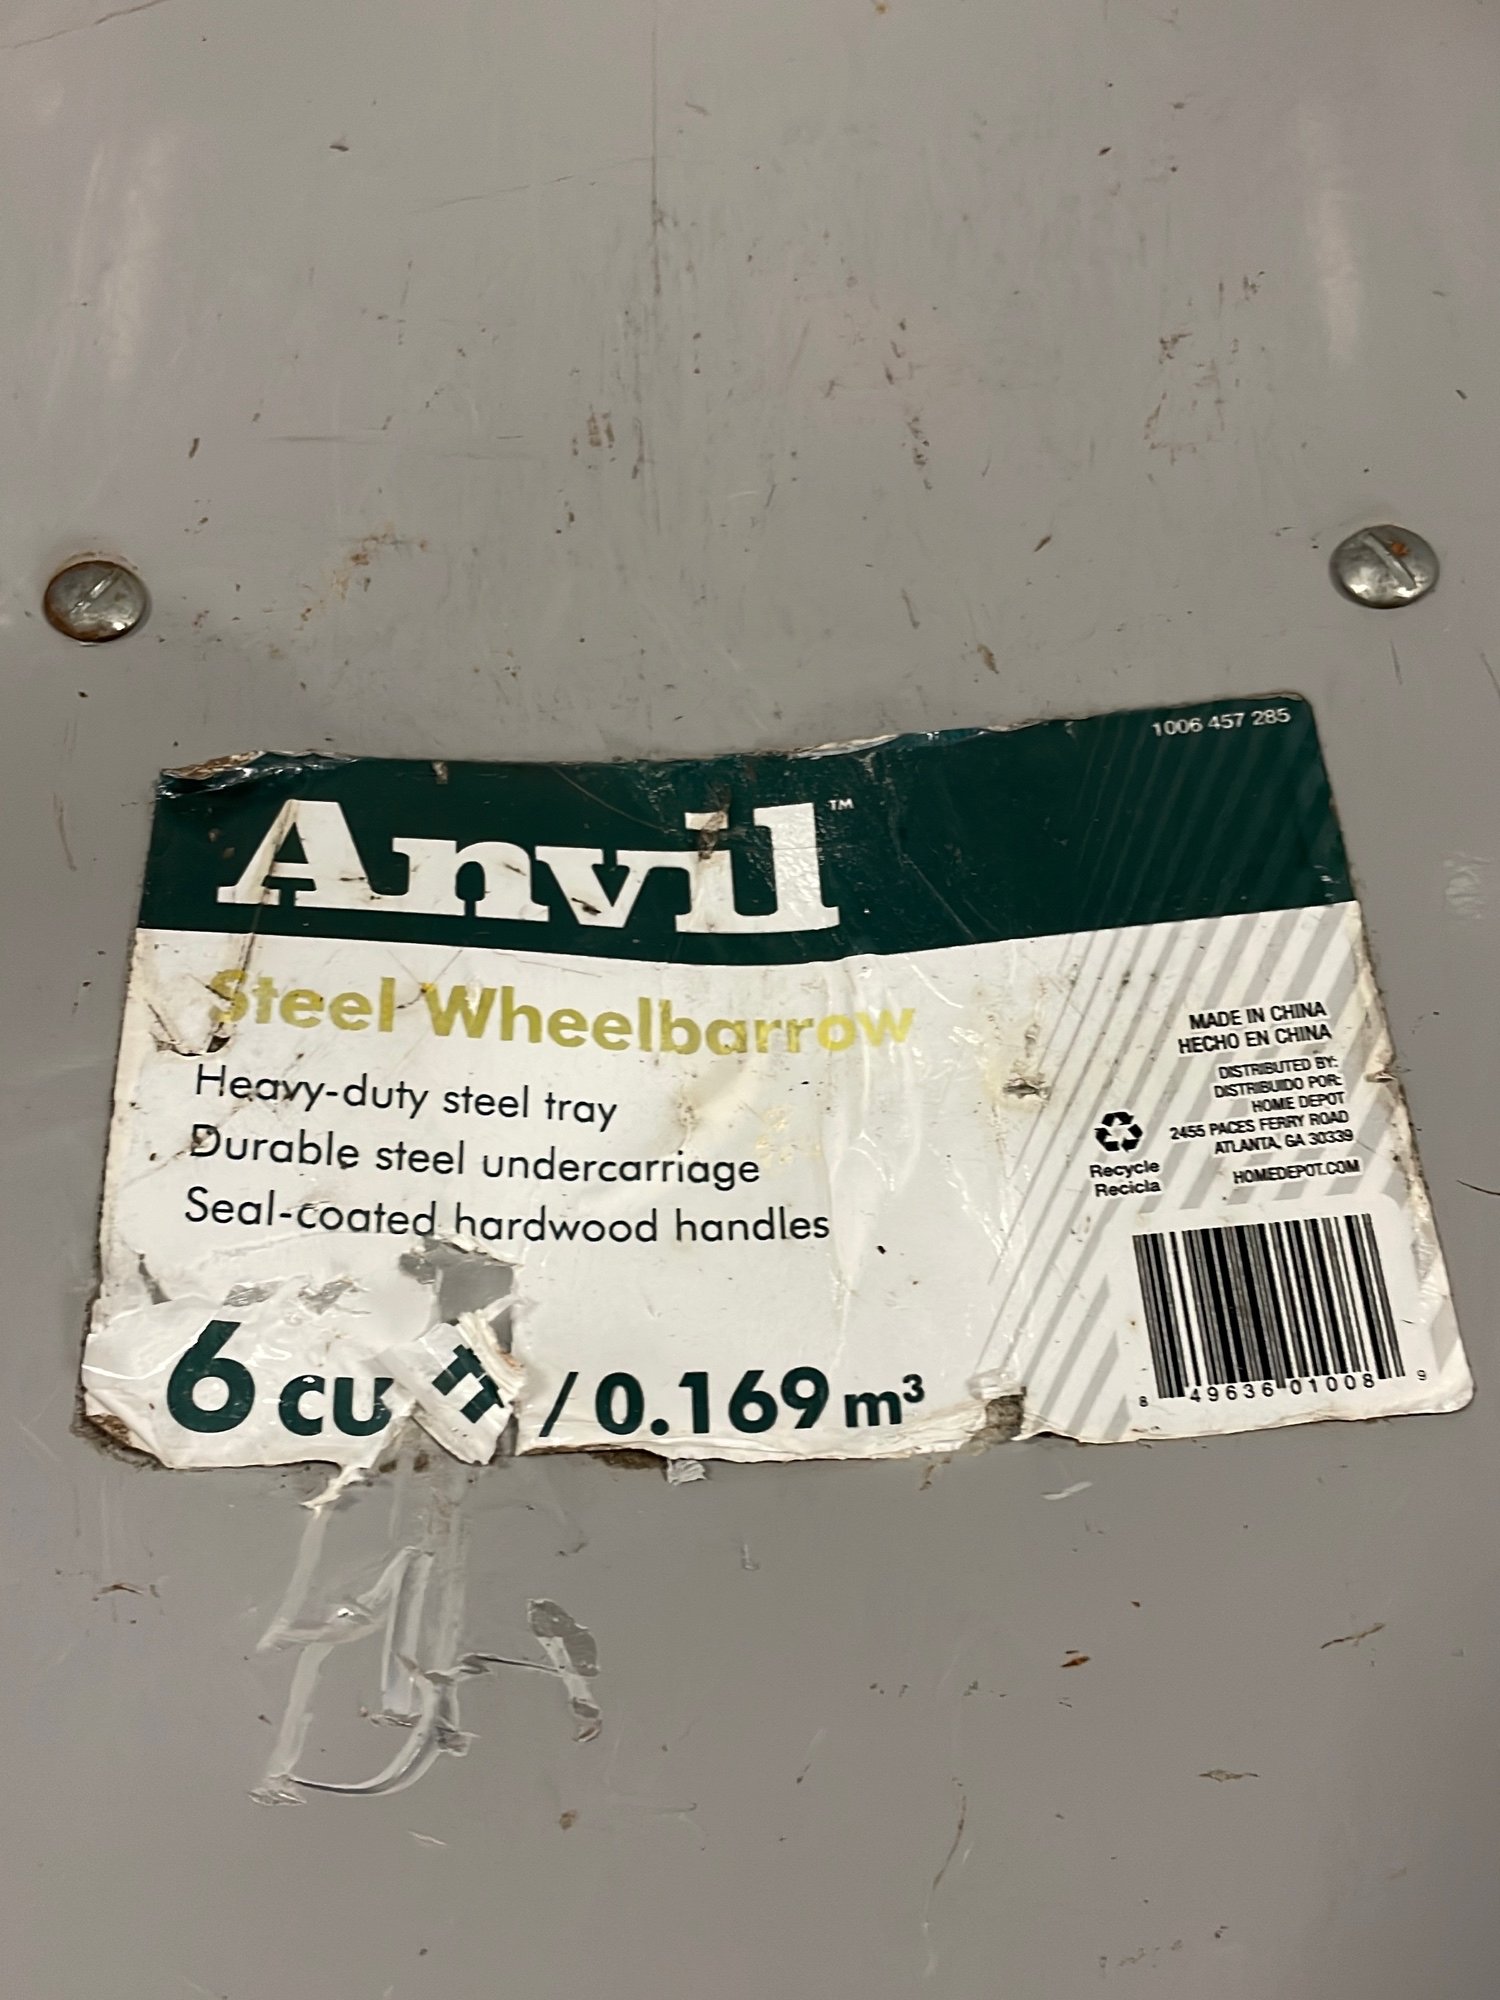 1006 457 285
Anvil™
Steel Wheelbarrow
Heavy-duty steel tray
Durable steel undercarriage
Seal-coated hardwood handles
6 cu / 0.169 m³
MADE IN CHINA
HECHO EN CHINA
DISTRIBUTED BY:
DISTRIBUIDO POR:
HOME DEPOT
2455 PACES FERRY ROAD
ATLANTA, GA 30339
HOMEDEPOT.COM
Recycle
Recicla
8 49636 01008 9